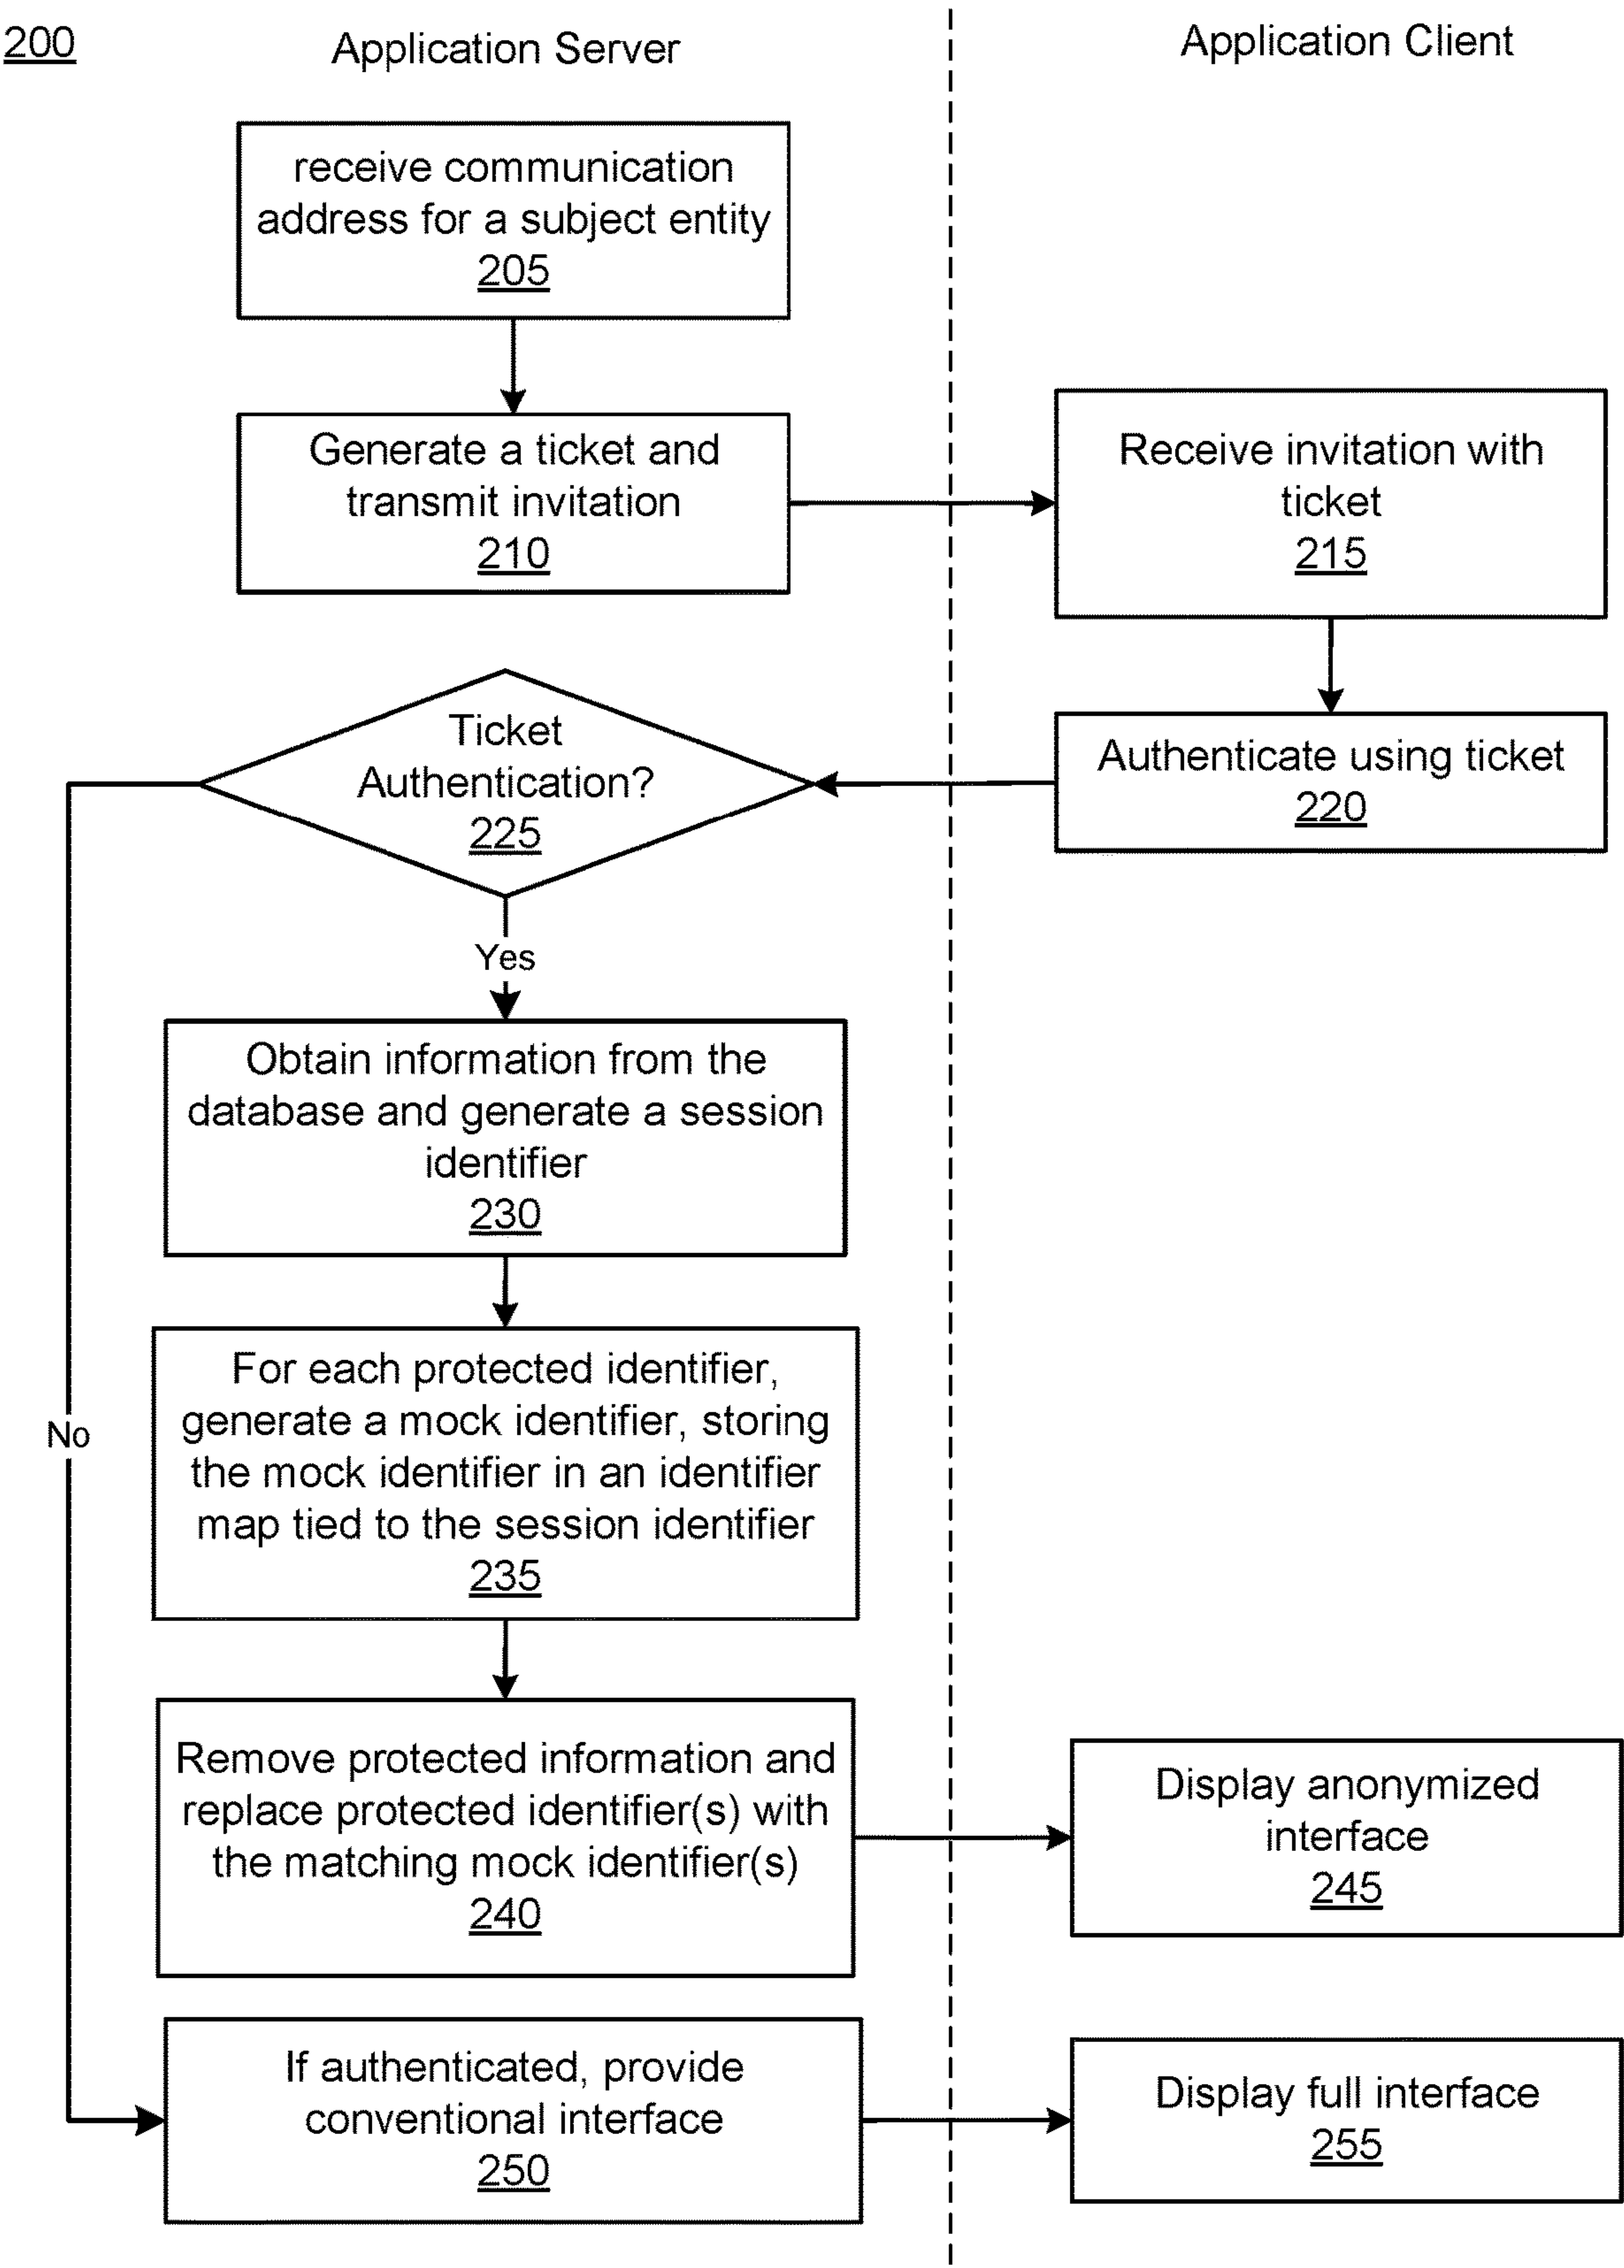 200
Application Server
Application Client
receive communication
address for a subject entity
205
Generate a ticket and
transmit invitation
210
Receive invitation with
ticket
215
Authenticate using ticket
220
Ticket
Authentication?
225
Yes
Obtain information from the
database and generate a session
identifier
230
For each protected identifier,
generate a mock identifier, storing
the mock identifier in an identifier
map tied to the session identifier
235
No
Remove protected information and
replace protected identifier(s) with
the matching mock identifier(s)
240
Display anonymized
interface
245
If authenticated, provide
conventional interface
250
Display full interface
255